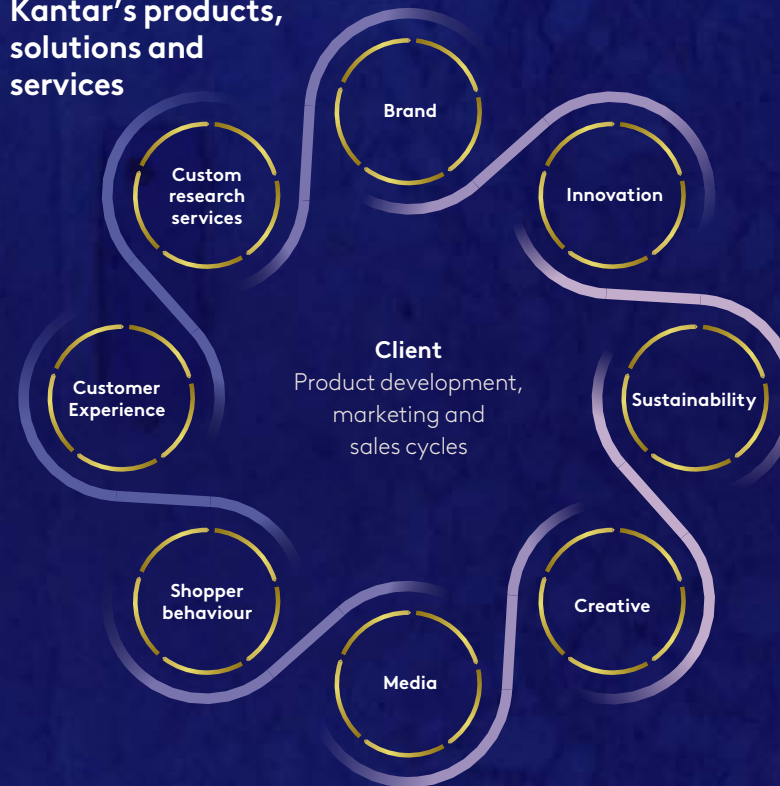 Kantar's products,
solutions and
services
Brand
Custom
research
services
Innovation
Client
Product development,
marketing and
sales cycles
Customer
Experience
Sustainability
Shopper
behaviour
Creative
Media